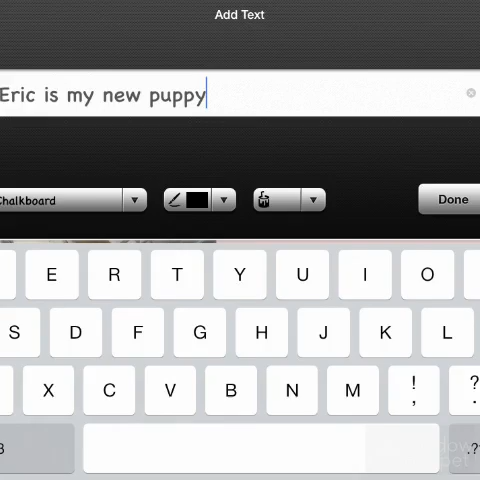 Add Text
Eric is my new puppy
Chalkboard
Done
E R T Y U I O
S D F G H J K L
X C V B N M ! , ? .
.?